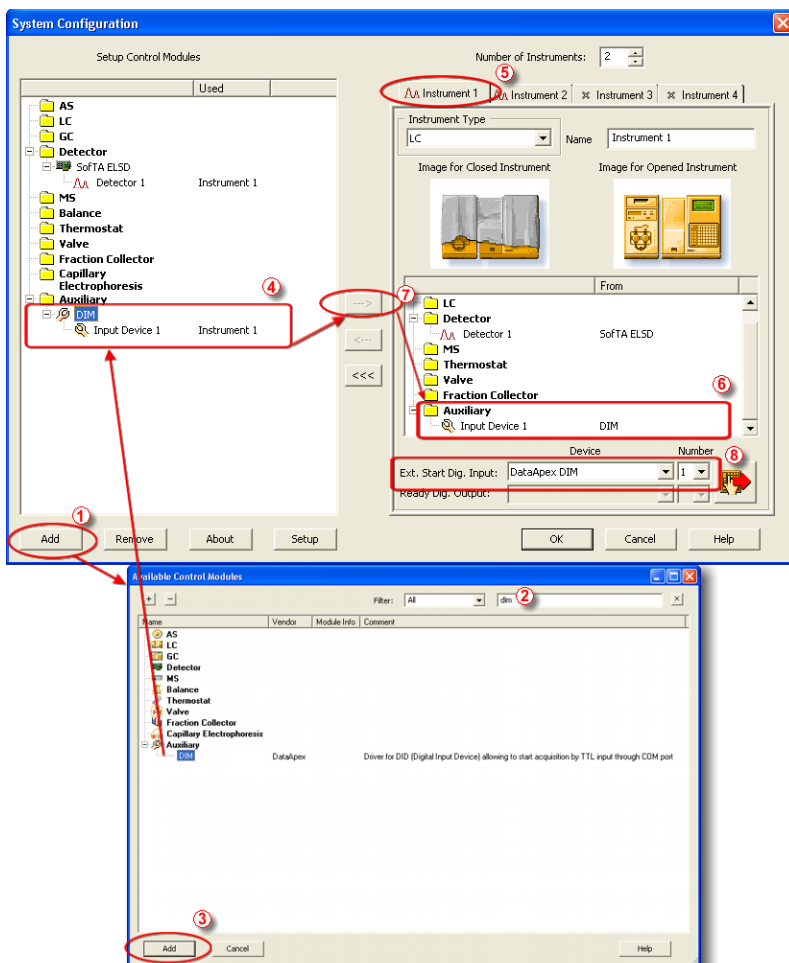 System Configuration
Setup Control Modules
Number of Instruments: 2
Used
AS
LC
GC
Detector
SofTA ELSD
Detector 1 Instrument 1
MS
Balance
Thermostat
Valve
Fraction Collector
Capillary
Electrophoresis
Auxiliary
4
DIM
Input Device 1 Instrument 1
--->
<---
<<<
5
Instrument 1 Instrument 2 Instrument 3 Instrument 4
Instrument Type
LC Name Instrument 1
Image for Closed Instrument Image for Opened Instrument
From
7
LC
Detector
Detector 1 SofTA ELSD
MS
Thermostat
Valve
Fraction Collector
6
Auxiliary
Input Device 1 DIM
Device Number
8
Ext. Start Dig. Input: DataApex DIM 1
Ready Dig. Output:
1
Add Remove About Setup
OK Cancel Help
Available Control Modules
+ -
Filter: All dim
2
Name Vendor Module Info Comment
AS
LC
GC
Detector
MS
Balance
Thermostat
Valve
Fraction Collector
Capillary Electrophoresis
Auxiliary
DIM DataApex Driver for DID (Digital Input Device) allowing to start acquisition by TTL input through COM port
3
Add Cancel Help